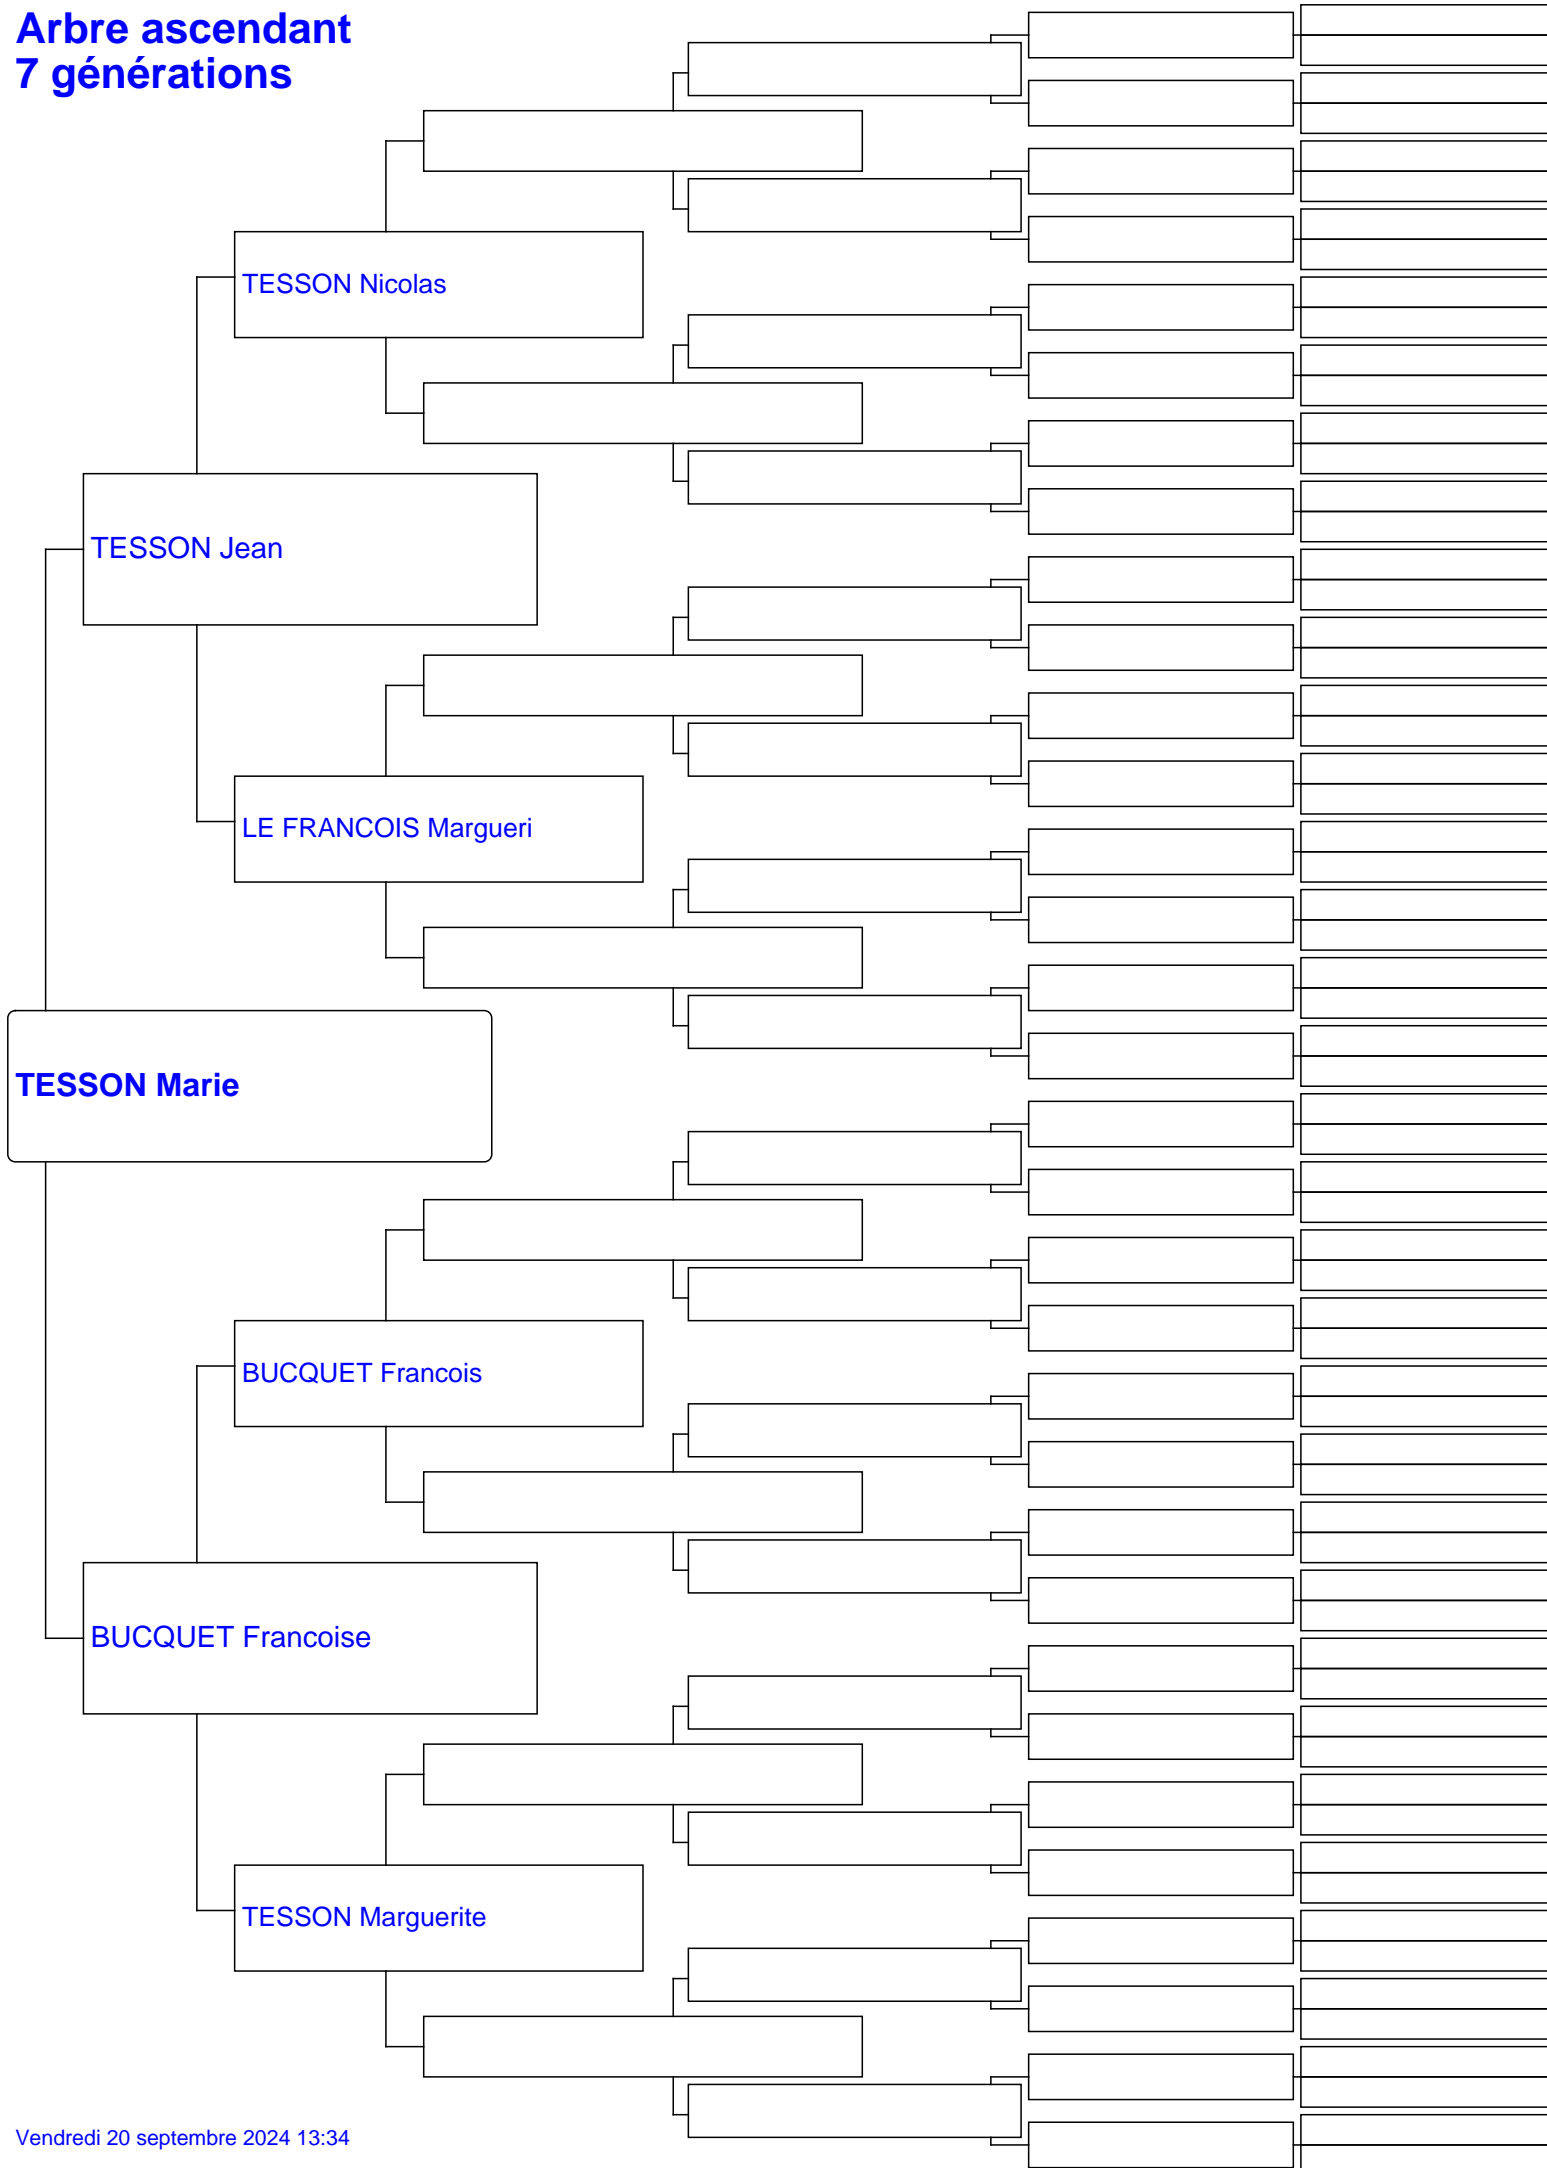 Arbre ascendant
7 générations
TESSON Nicolas
TESSON Jean
LE FRANCOIS Margueri
TESSON Marie
BUCQUET Francois
BUCQUET Francoise
TESSON Marguerite
Vendredi 20 septembre 2024 13:34